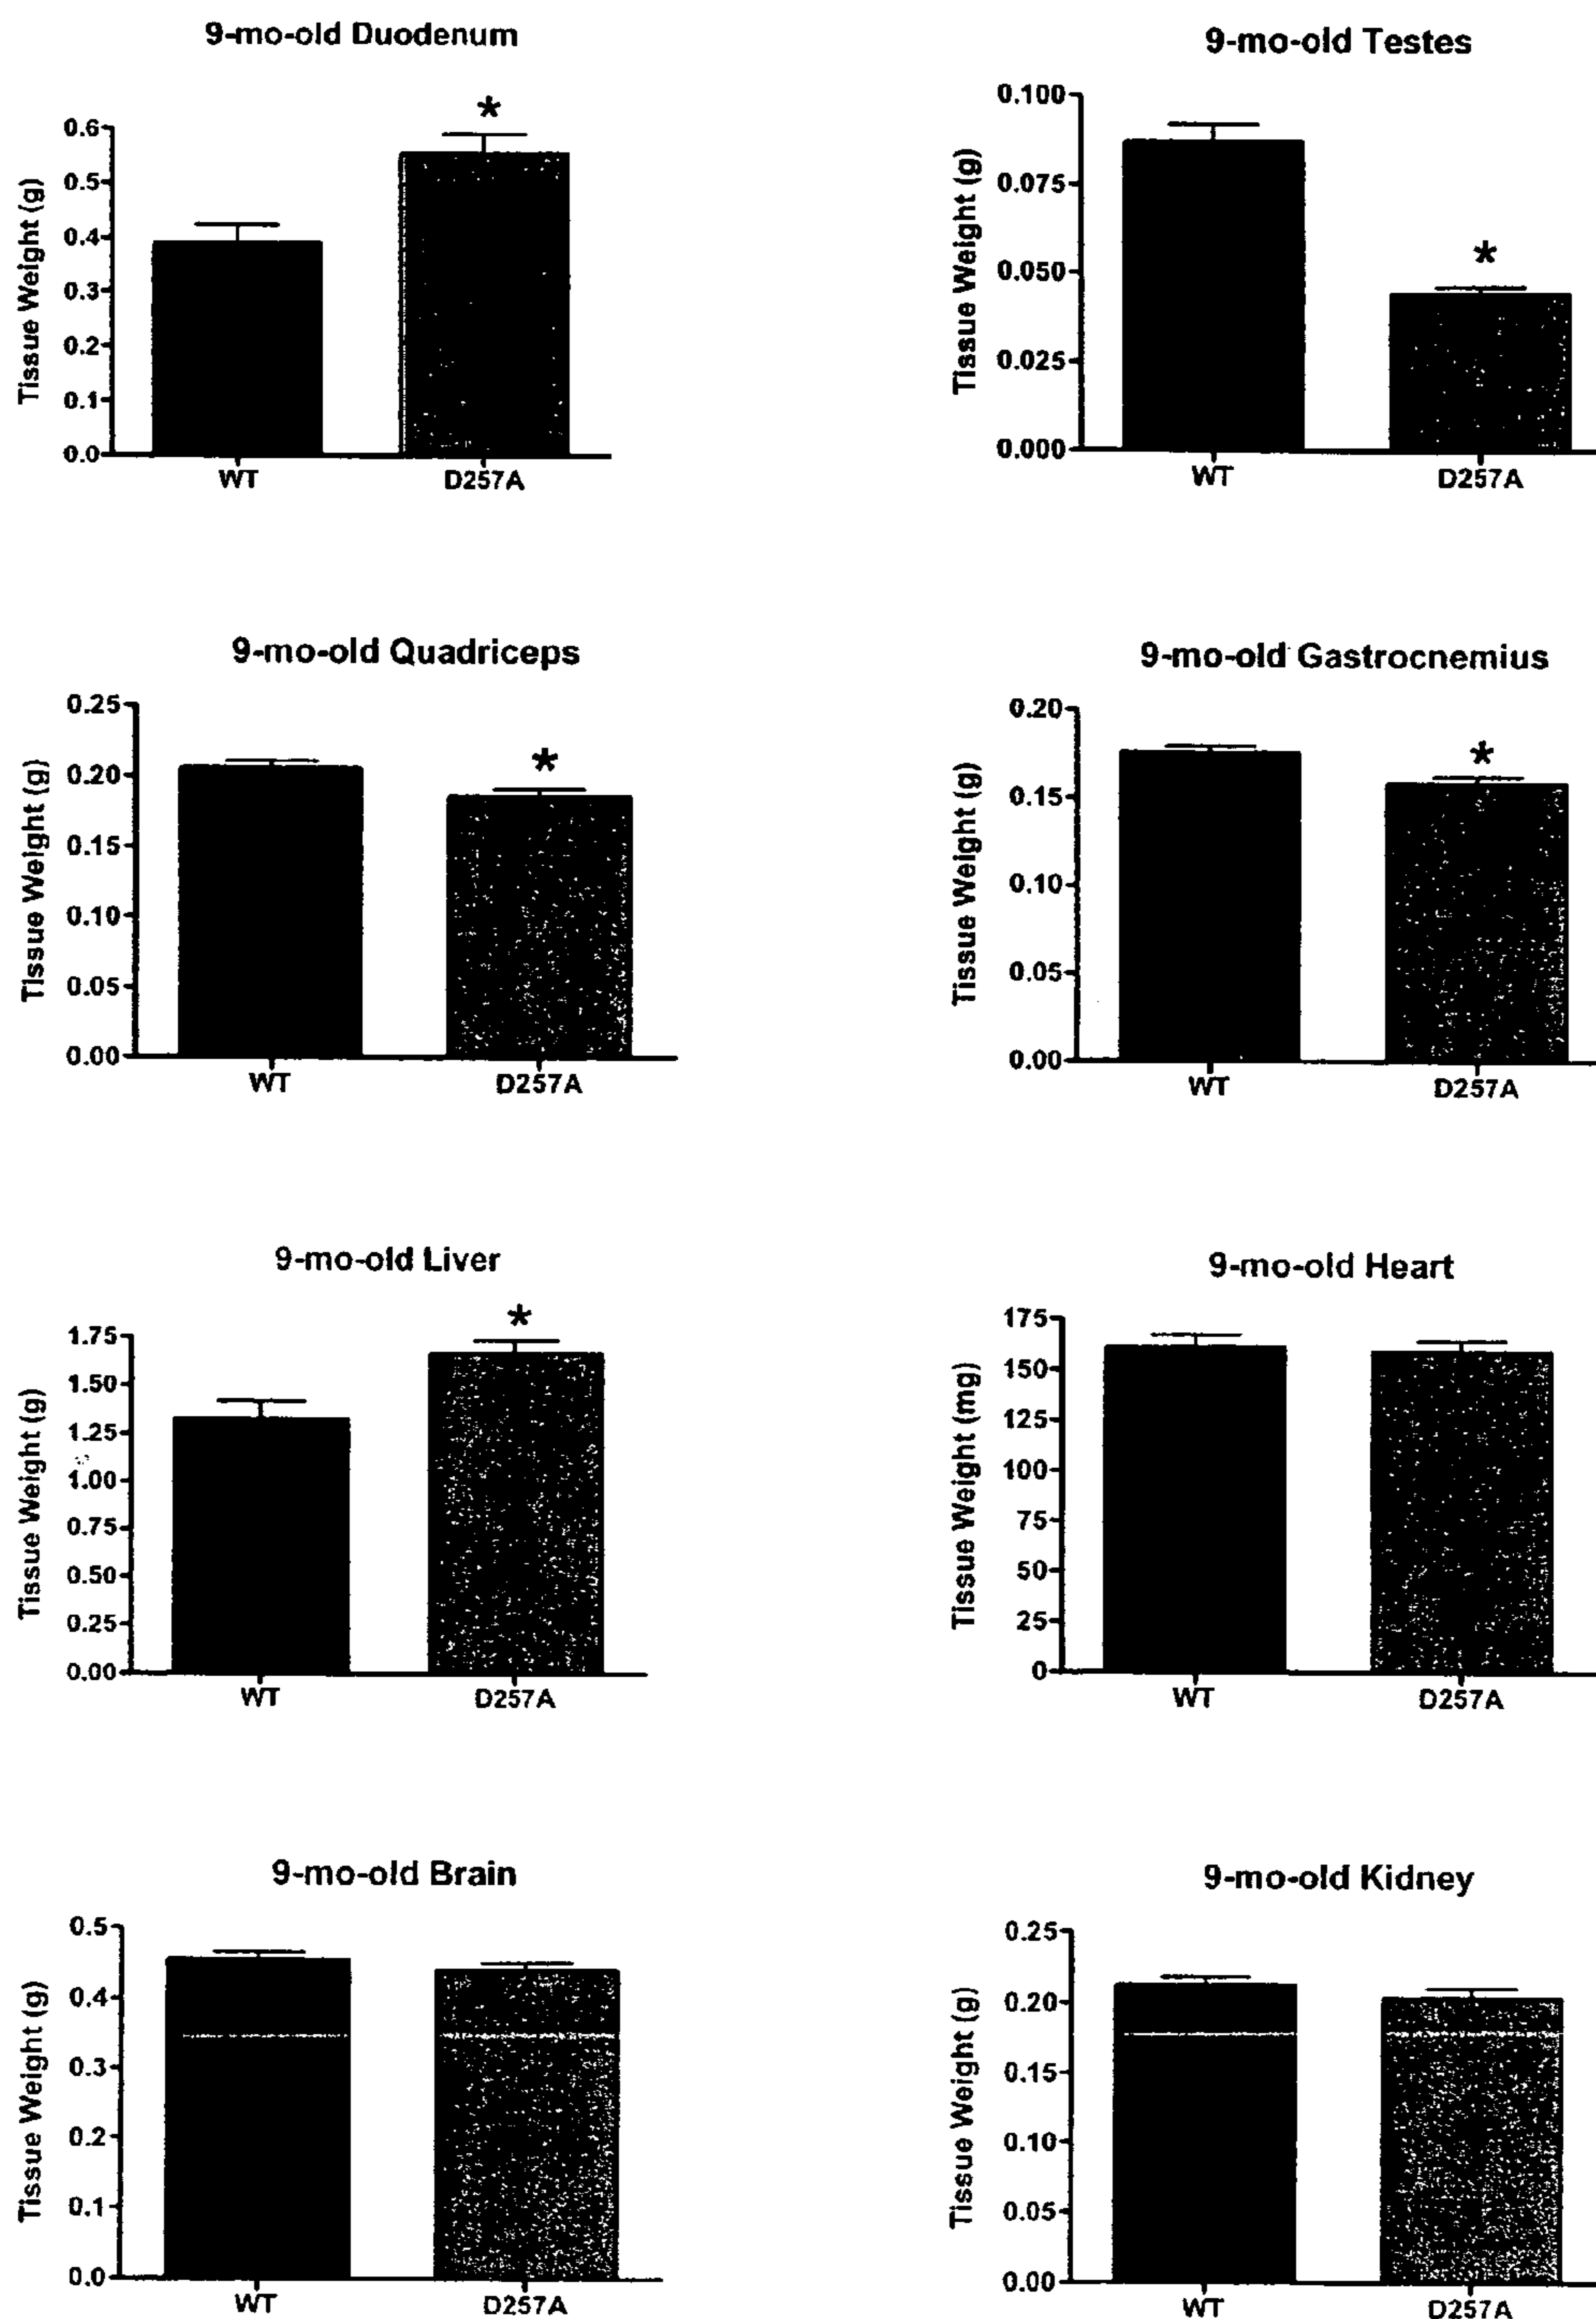 9-mo-old Duodenum
*
0.6
0.5
0.4
0.3
0.2
0.1
0.0
Tissue Weight (g)
WT D257A
9-mo-old Testes
0.100
0.075
0.050
0.025
0.000
*
Tissue Weight (g)
WT D257A
9-mo-old Quadriceps
0.25
0.20
0.15
0.10
0.05
0.00
*
Tissue Weight (g)
WT D257A
9-mo-old Gastrocnemius
0.20
0.15
0.10
0.05
0.00
*
Tissue Weight (g)
WT D257A
9-mo-old Liver
*
1.75
1.50
1.25
1.00
0.75
0.50
0.25
0.00
Tissue Weight (g)
WT D257A
9-mo-old Heart
175
150
125
100
75
50
25
0
Tissue Weight (mg)
WT D257A
9-mo-old Brain
0.5
0.4
0.3
0.2
0.1
0.0
Tissue Weight (g)
WT D257A
9-mo-old Kidney
0.25
0.20
0.15
0.10
0.05
0.00
Tissue Weight (g)
WT D257A